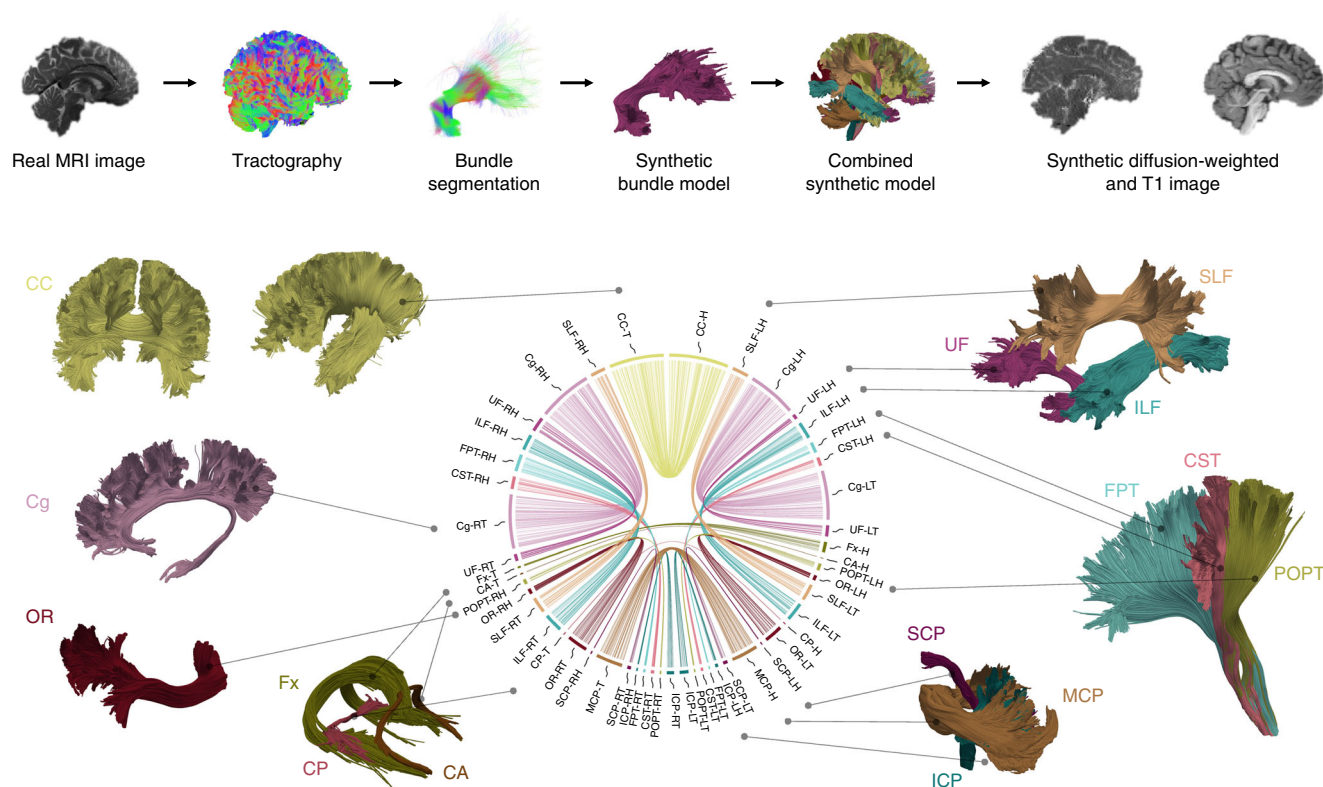 Real MRI image
Tractography
Bundle
segmentation
Synthetic
bundle model
Combined
synthetic model
Synthetic diffusion-weighted
and T1 image
CC
Cg
OR
Fx
CP
CA
SLF
UF
ILF
CST
FPT
POPT
SCP
MCP
ICP
CC-T
CC-H
SLF-LH
Cg-LH
UF-LH
ILF-LH
FPT-LH
CST-LH
Cg-LT
UF-LT
Fx-H
CA-H
POPT-LH
OR-LH
SLF-LT
ILF-LT
CP-H
OR-LT
SCP-LH
MCP-H
SCP-LT
ICP-LH
FPT-LT
CST-LT
POPT-LT
ICP-LT
ICP-RT
POPT-RT
CST-RT
FPT-RT
ICP-RH
SCP-RT
MCP-T
SCP-RH
OR-RT
CP-T
ILF-RT
SLF-RT
OR-RH
POPT-RH
CA-T
Fx-T
UF-RT
Cg-RT
CST-RH
FPT-RH
ILF-RH
UF-RH
Cg-RH
SLF-RH